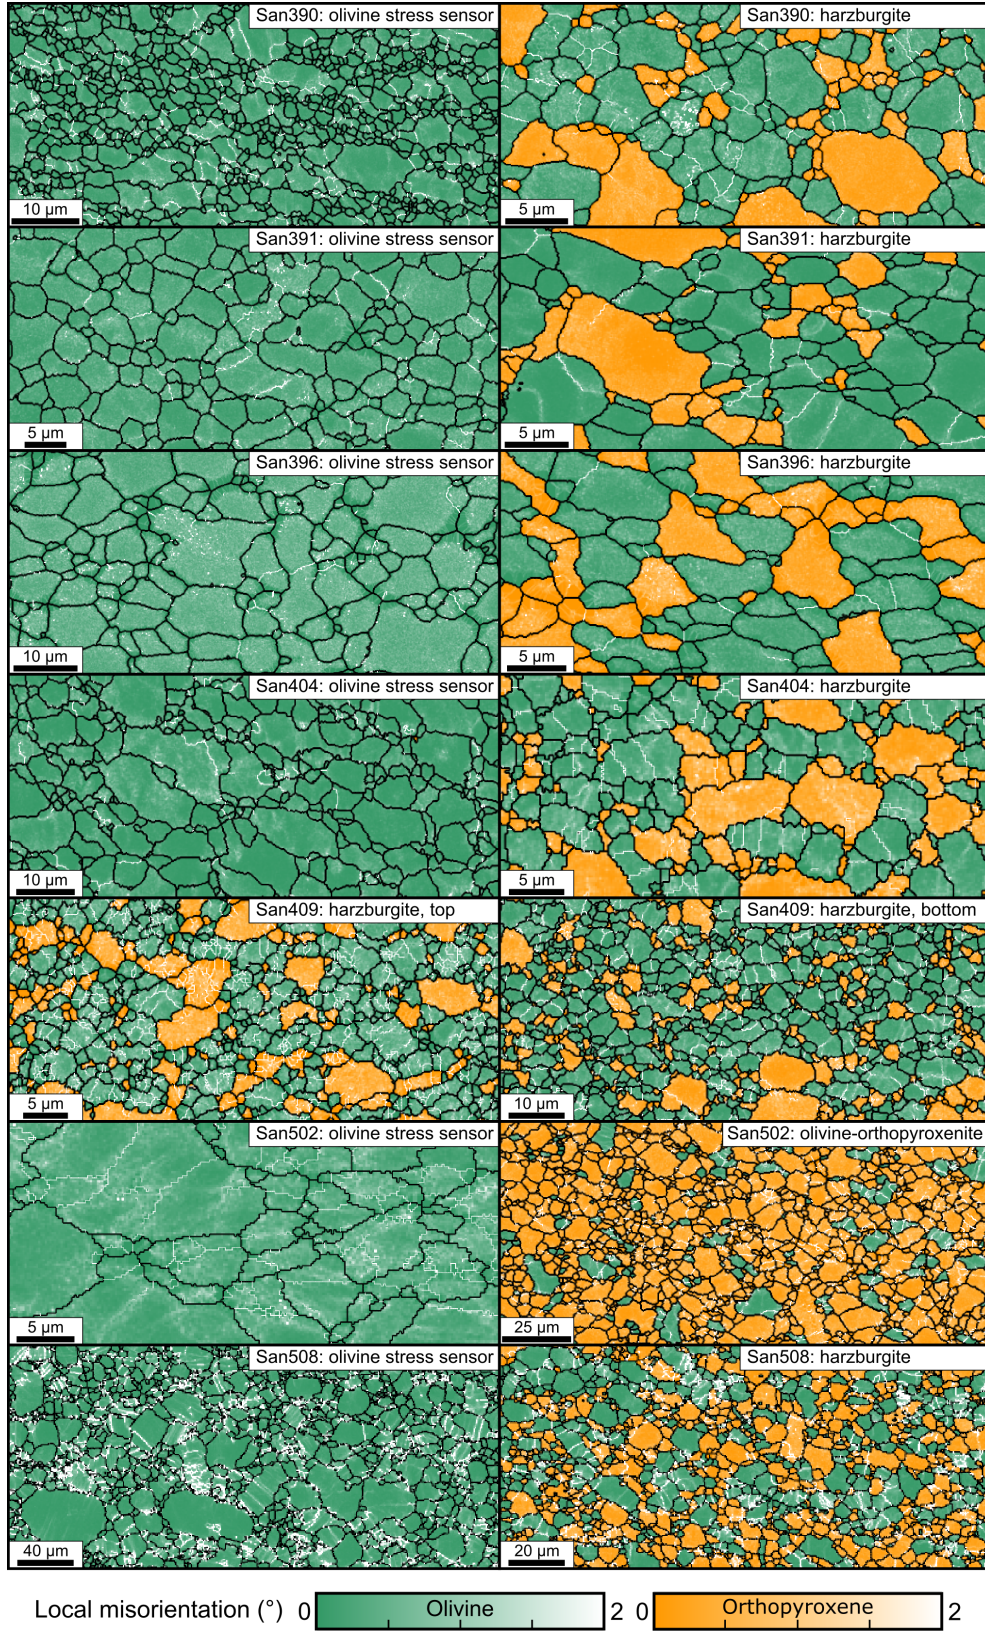 San390: olivine stress sensor
San390: harzburgite
10 µm
5 µm
San391: olivine stress sensor
San391: harzburgite
5 µm
5 µm
San396: olivine stress sensor
San396: harzburgite
10 µm
5 µm
San404: olivine stress sensor
San404: harzburgite
10 µm
5 µm
San409: harzburgite, top
San409: harzburgite, bottom
5 µm
10 µm
San502: olivine stress sensor
San502: olivine-orthopyroxenite
5 µm
25 µm
San508: olivine stress sensor
San508: harzburgite
40 µm
20 µm
Local misorientation (°) 0 Olivine 2 0 Orthopyroxene 2